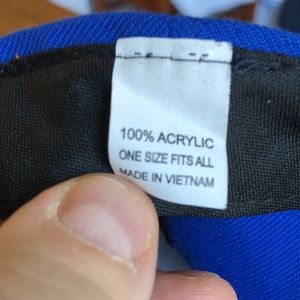 100% ACRYLIC
ONE SIZE FITS ALL
MADE IN VIETNAM